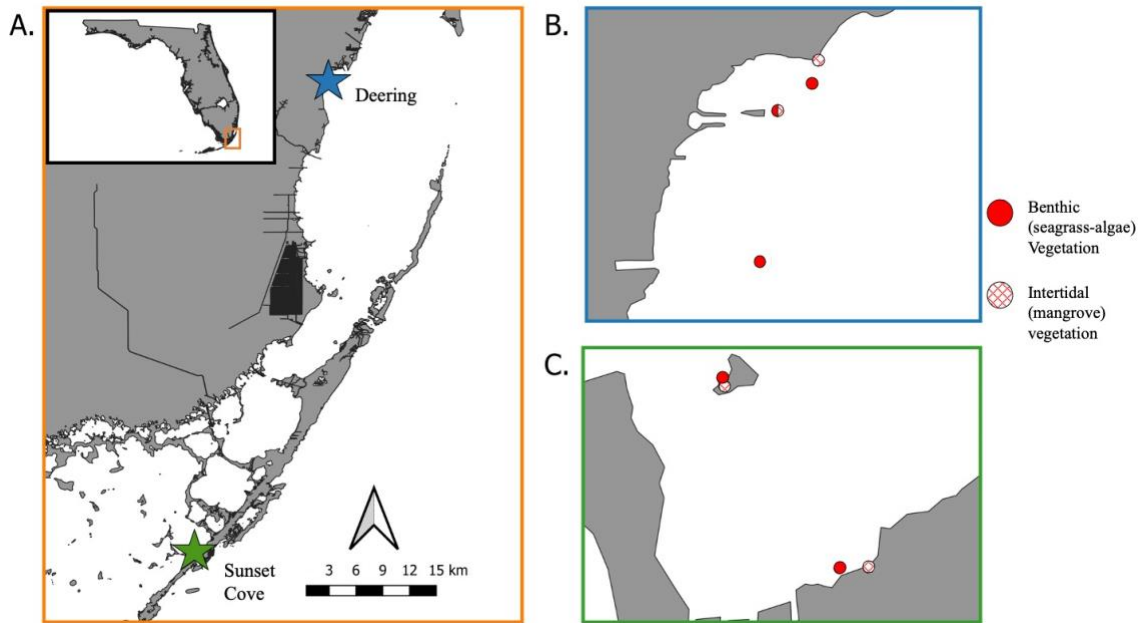 A.
Deering
Sunset
Cove
3 6 9 12 15 km
B.
C.
Benthic
(seagrass-algae)
Vegetation
Intertidal
(mangrove)
vegetation